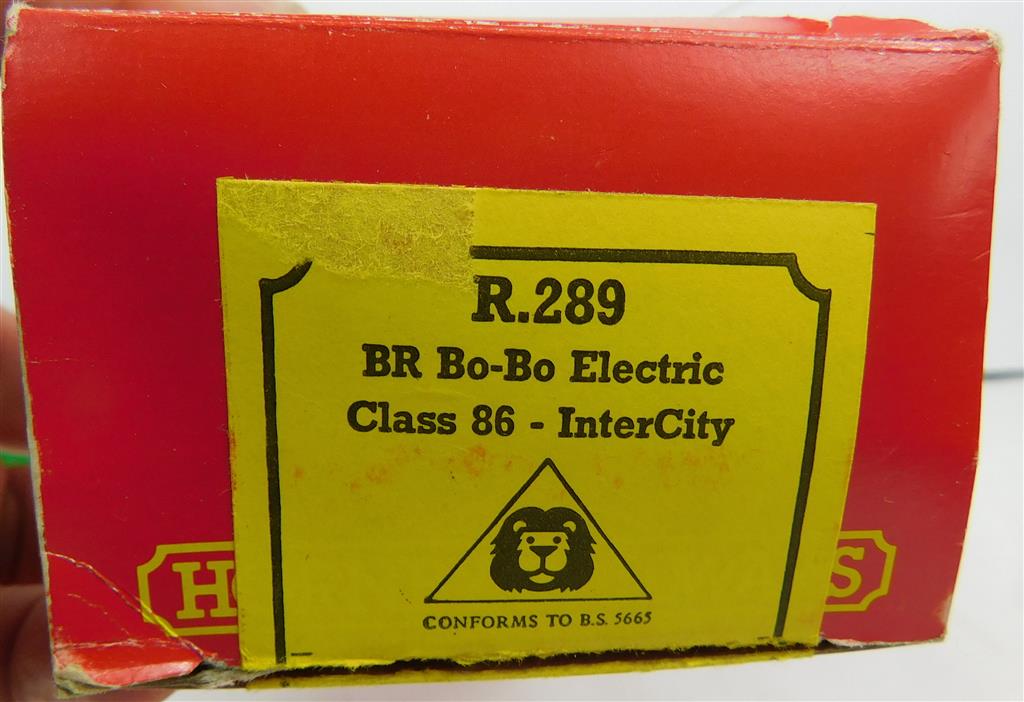 R.289
BR Bo-Bo Electric
Class 86 - InterCity
CONFORMS TO B.S. 5665
H S